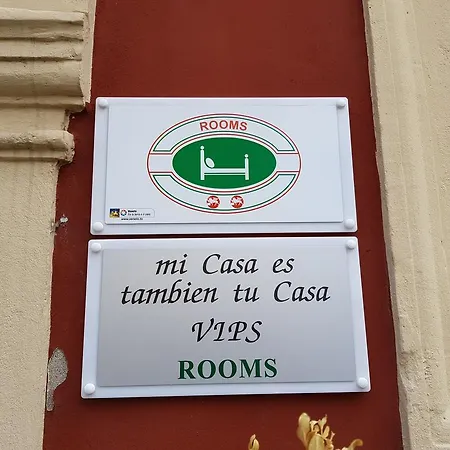 ROOMS
mi Casa es
tambien tu Casa
VIPS
ROOMS